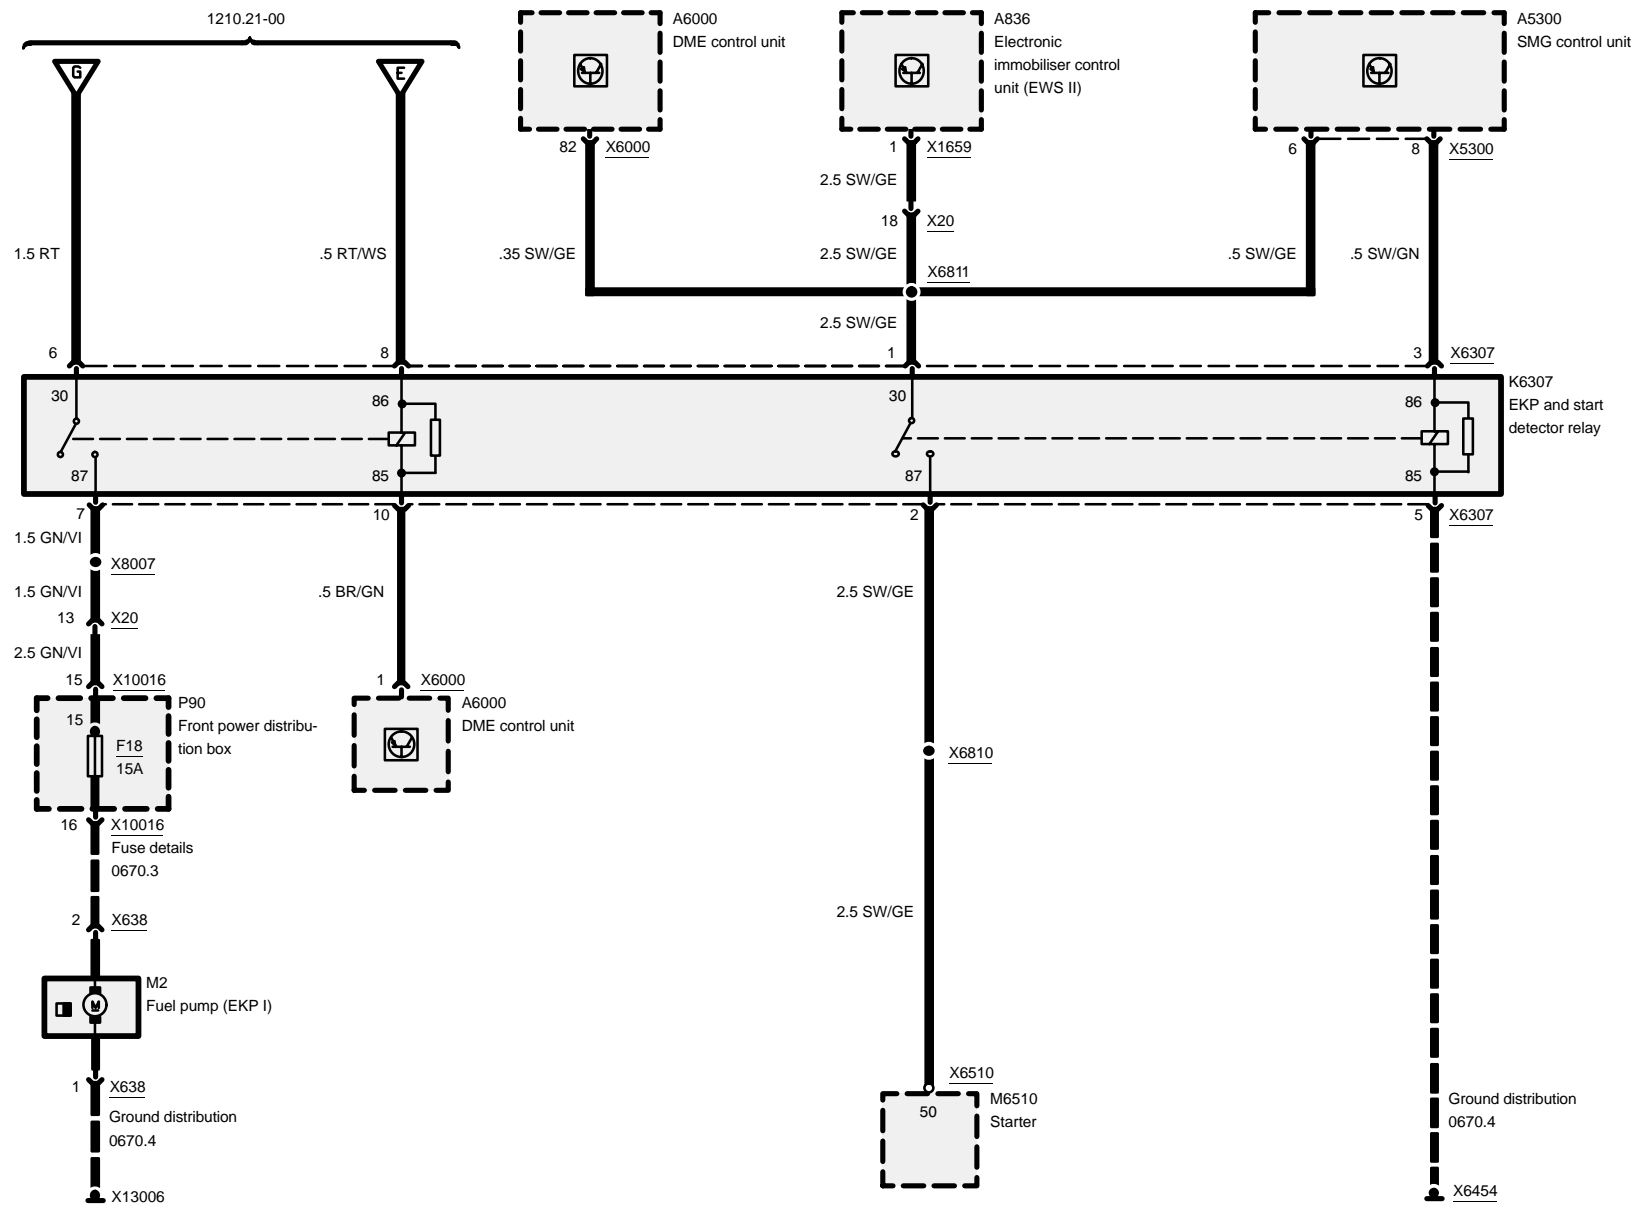 1210.21-00
A6000
DME control unit
A836
Electronic
immobiliser control
unit (EWS II)
A5300
SMG control unit
G
E
82 X6000
1 X1659
6 8 X5300
2.5 SW/GE
18 X20
1.5 RT
.5 RT/WS
.35 SW/GE
2.5 SW/GE
.5 SW/GE
.5 SW/GN
X6811
2.5 SW/GE
6 8 1 3 X6307
K6307
EKP and start
detector relay
30 86 30 86
87 85 87 85
7 10 2 5 X6307
1.5 GN/VI
X8007
1.5 GN/VI
.5 BR/GN
2.5 SW/GE
13 X20
2.5 GN/VI
15 X10016
1 X6000
P90
Front power distribu-
tion box
A6000
DME control unit
15
F18
15A
X6810
16 X10016
Fuse details
0670.3
2 X638
2.5 SW/GE
M2
Fuel pump (EKP I)
M
X6510
1 X638
50
M6510
Starter
Ground distribution
0670.4
Ground distribution
0670.4
X13006
X6454